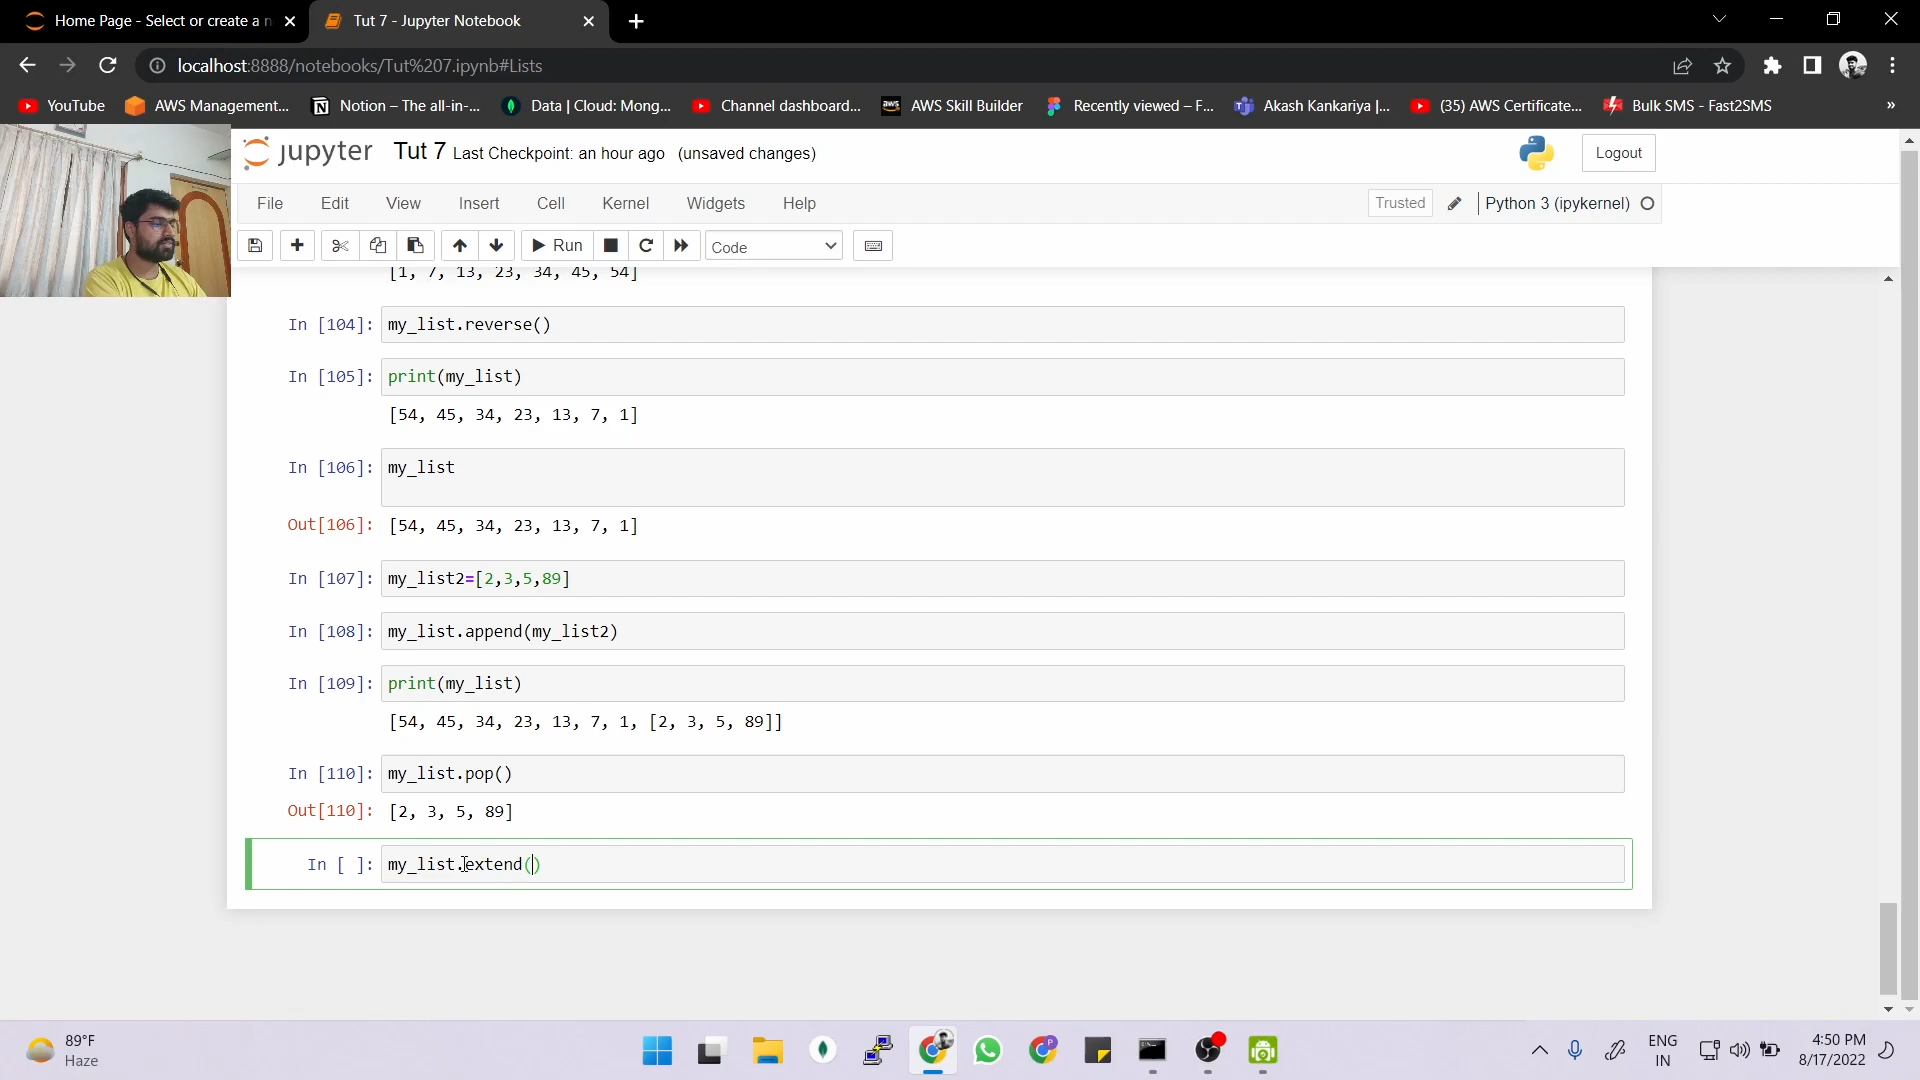 Home Page - Select or create a n
Tut 7 - Jupyter Notebook
localhost:8888/notebooks/Tut%207.ipynb#Lists
YouTube
AWS Management...
Notion – The all-in-...
Data | Cloud: Mong...
Channel dashboard...
aws
AWS Skill Builder
Recently viewed – F...
Akash Kankariya |...
(35) AWS Certificate...
Bulk SMS - Fast2SMS
»
jupyter Tut 7 Last Checkpoint: an hour ago (unsaved changes)
Logout
File Edit View Insert Cell Kernel Widgets Help
Trusted
Python 3 (ipykernel)
Run
Code
[1, 7, 13, 23, 34, 45, 54]
In [104]: my_list.reverse()
In [105]: print(my_list)
[54, 45, 34, 23, 13, 7, 1]
In [106]: my_list
Out[106]: [54, 45, 34, 23, 13, 7, 1]
In [107]: my_list2=[2,3,5,89]
In [108]: my_list.append(my_list2)
In [109]: print(my_list)
[54, 45, 34, 23, 13, 7, 1, [2, 3, 5, 89]]
In [110]: my_list.pop()
Out[110]: [2, 3, 5, 89]
In [ ]: my_list.extend()
89°F
Haze
ENG
IN
4:50 PM
8/17/2022